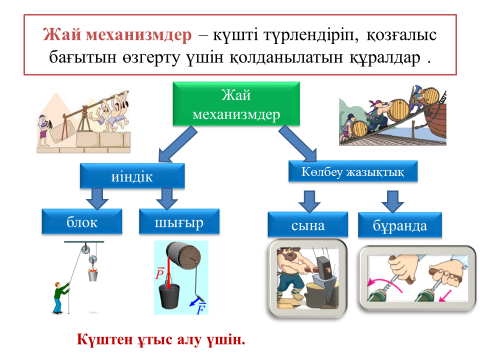 Жай механизмдер – күшті түрлендіріп, қозғалыс
бағытын өзгерту үшін қолданылатын құралдар .
Жай
механизмдер
иіндік
Көлбеу жазықтық
блок
шығыр
сына
бұранда
P
F
Күштен ұтыс алу үшін.